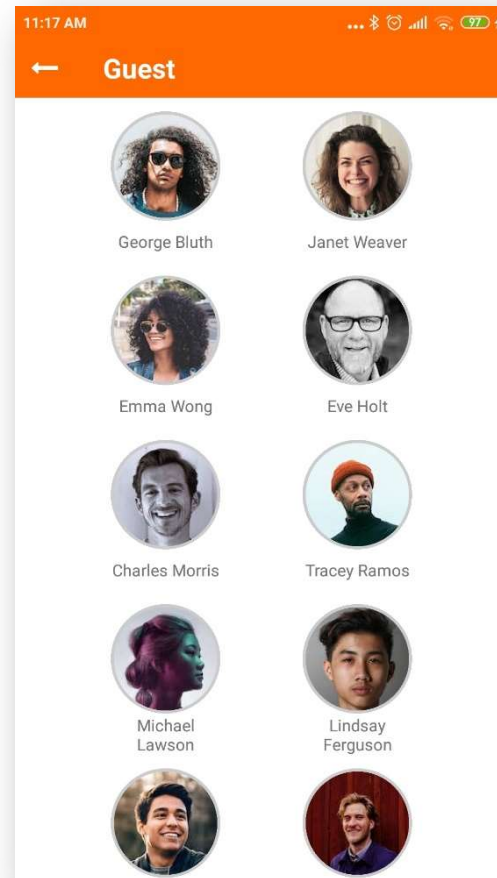 11:17 AM
97
Guest
George Bluth
Janet Weaver
Emma Wong
Eve Holt
Charles Morris
Tracey Ramos
Michael
Lawson
Lindsay
Ferguson